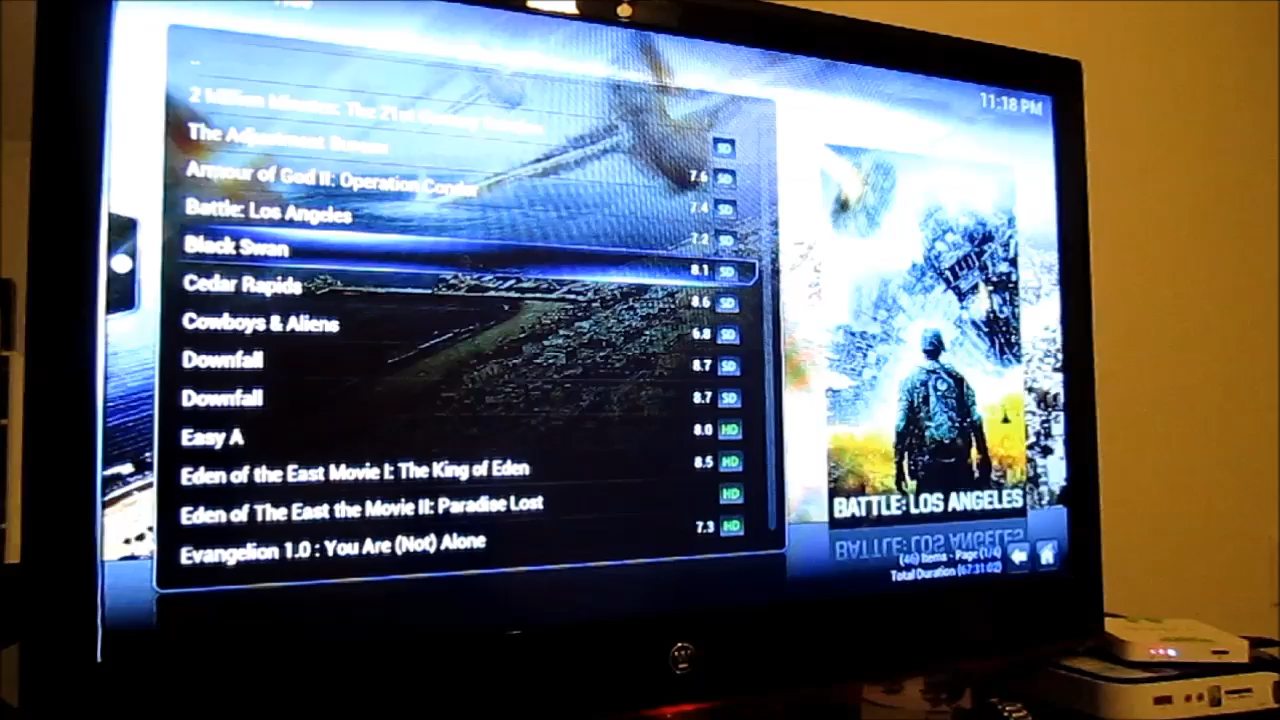 ..
2 Million Minutes: The 21st Century
The Adjustment Bureau
SD
Armour of God II: Operation Condor
7.6 SD
Battle: Los Angeles
7.4 SD
Black Swan
7.2 SD
Cedar Rapids
8.1 SD
Cowboys & Aliens
8.6 SD
Downfall
6.8 SD
Downfall
8.7 SD
Easy A
8.7 SD
Eden of the East Movie I: The King of Eden
8.0 HD
Eden of The East the Movie II: Paradise Lost
8.5 HD
Evangelion 1.0 : You Are (Not) Alone
HD
7.3 HD
11:18 PM
BATTLE: LOS ANGELES
(46) Items - Page (1/4)
Total Duration (67:31:02)